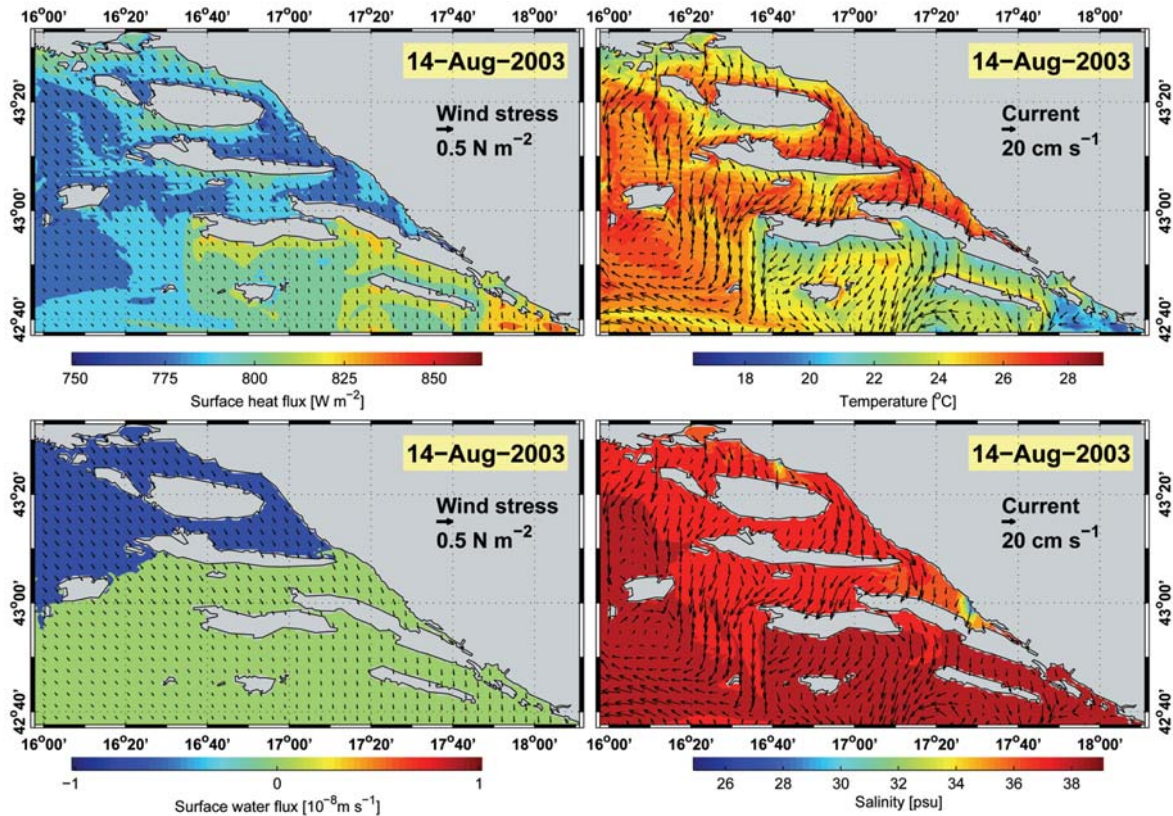 16°00' 16°20' 16°40' 17°00' 17°20' 17°40' 18°00'
16°00' 16°20' 16°40' 17°00' 17°20' 17°40' 18°00'
14−Aug−2003
14−Aug−2003
Wind stress
0.5 N m⁻²
Current
20 cm s⁻¹
43°20'
43°00'
42°40'
43°20'
43°00'
42°40'
750 775 800 825 850
Surface heat flux [W m⁻²]
18 20 22 24 26 28
Temperature [°C]
14−Aug−2003
14−Aug−2003
Wind stress
0.5 N m⁻²
Current
20 cm s⁻¹
43°20'
43°00'
42°40'
43°20'
43°00'
42°40'
16°00' 16°20' 16°40' 17°00' 17°20' 17°40' 18°00'
16°00' 16°20' 16°40' 17°00' 17°20' 17°40' 18°00'
−1 0 1
Surface water flux [10⁻⁸m s⁻¹]
26 28 30 32 34 36 38
Salinity [psu]